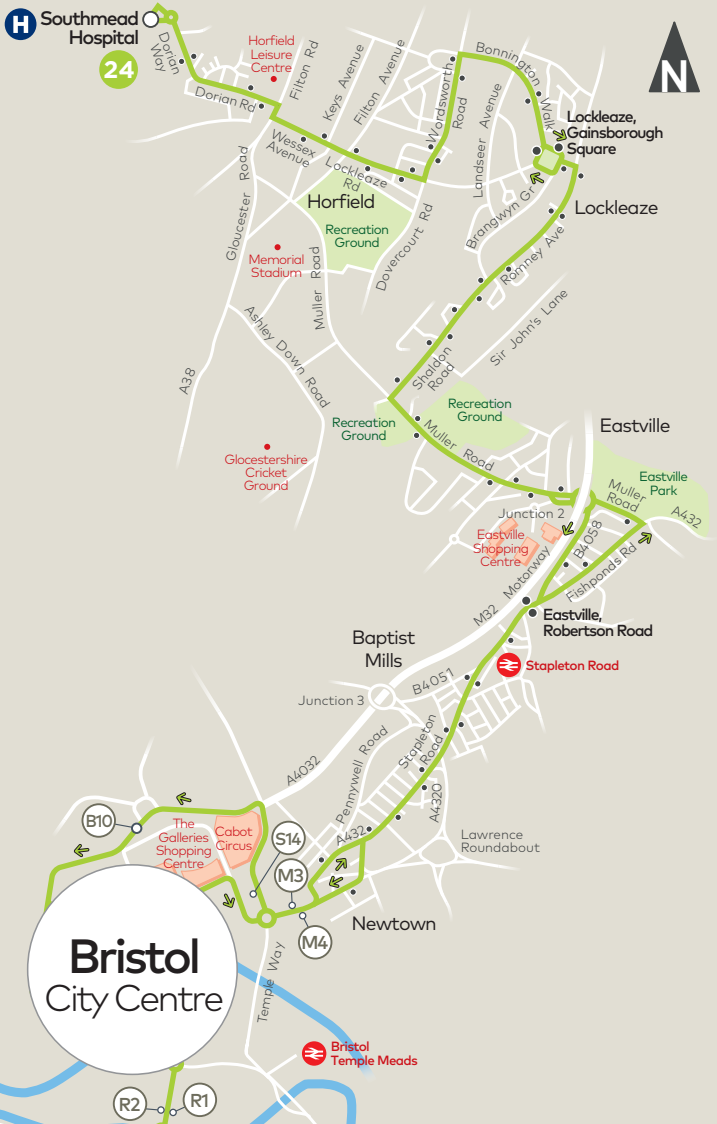 H
Southmead
Hospital
24
Dorian
Way
Dorian Rd
Horfield
Leisure
Centre
Filton Rd
Keys Avenue
Filton Avenue
Wordsworth
Road
Bonnington
Walk
N
Lockleaze,
Gainsborough
Square
Landseer Avenue
Wessex
Avenue
Lockleaze
Rd
Gloucester Road
Horfield
Recreation
Ground
Dovercourt Rd
Brangwyn Gr
Lockleaze
Romney Ave
Memorial
Stadium
Muller Road
Ashley Down Road
Sir John's Lane
Shaldon
Road
A38
Recreation
Ground
Recreation
Ground
Muller Road
Eastville
Glocestershire
Cricket
Ground
Eastville
Park
Muller
Road
A432
Junction 2
Eastville
Shopping
Centre
B4058
Fishponds Rd
M32 Motorway
Eastville,
Robertson Road
Baptist
Mills
Stapleton Road
B4051
Junction 3
Stapleton
Road
Pennywell Road
A4032
A4320
A432
Lawrence
Roundabout
B10
The
Galleries
Shopping
Centre
Cabot
Circus
S14
M3
M4
Newtown
Bristol
City Centre
Temple Way
Bristol
Temple Meads
R2
R1